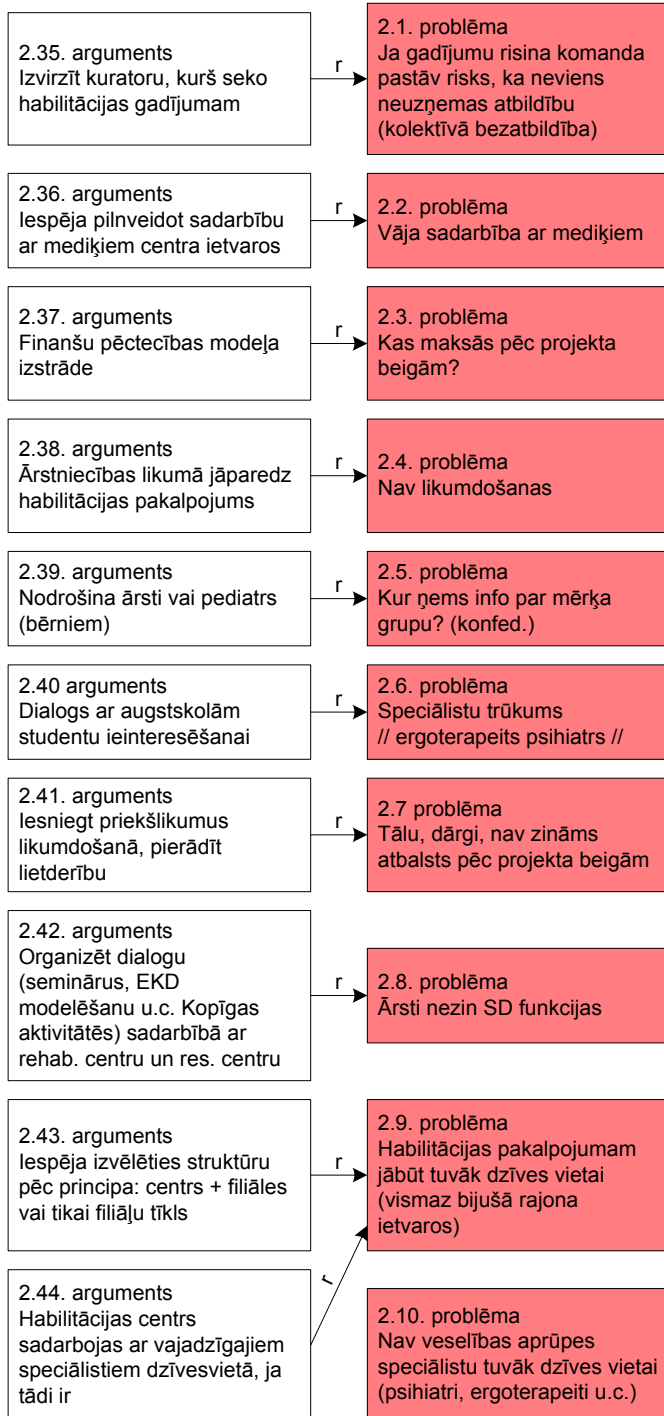 2.35. arguments
Izvirzīt kuratoru, kurš seko
habilitācijas gadījumam
r
2.1. problēma
Ja gadījumu risina komanda
pastāv risks, ka neviens
neuzņemas atbildību
(kolektīvā bezatbildība)
2.36. arguments
Iespēja pilnveidot sadarbību
ar mediķiem centra ietvaros
r
2.2. problēma
Vāja sadarbība ar mediķiem
2.37. arguments
Finanšu pēctecības modeļa
izstrāde
r
2.3. problēma
Kas maksās pēc projekta
beigām?
2.38. arguments
Ārstniecības likumā jāparedz
habilitācijas pakalpojums
r
2.4. problēma
Nav likumdošanas
2.39. arguments
Nodrošina ārsti vai pediatrs
(bērniem)
r
2.5. problēma
Kur ņems info par mērķa
grupu? (konfed.)
2.40 arguments
Dialogs ar augstskolām
studentu ieinteresēšanai
r
2.6. problēma
Speciālistu trūkums
// ergoterapeits psihiatrs //
2.41. arguments
Iesniegt priekšlikumus
likumdošanā, pierādīt
lietderību
r
2.7 problēma
Tālu, dārgi, nav zināms
atbalsts pēc projekta beigām
2.42. arguments
Organizēt dialogu
(seminārus, EKD
modelēšanu u.c. Kopīgas
aktivitātēs) sadarbībā ar
rehab. centru un res. centru
r
2.8. problēma
Ārsti nezin SD funkcijas
2.43. arguments
Iespēja izvēlēties struktūru
pēc principa: centrs + filiāles
vai tikai filiāļu tīkls
r
2.9. problēma
Habilitācijas pakalpojumam
jābūt tuvāk dzīves vietai
(vismaz bijušā rajona
ietvaros)
2.44. arguments
Habilitācijas centrs
sadarbojas ar vajadzīgajiem
speciālistiem dzīvesvietā, ja
tādi ir
r
2.10. problēma
Nav veselības aprūpes
speciālistu tuvāk dzīves vietai
(psihiatri, ergoterapeiti u.c.)